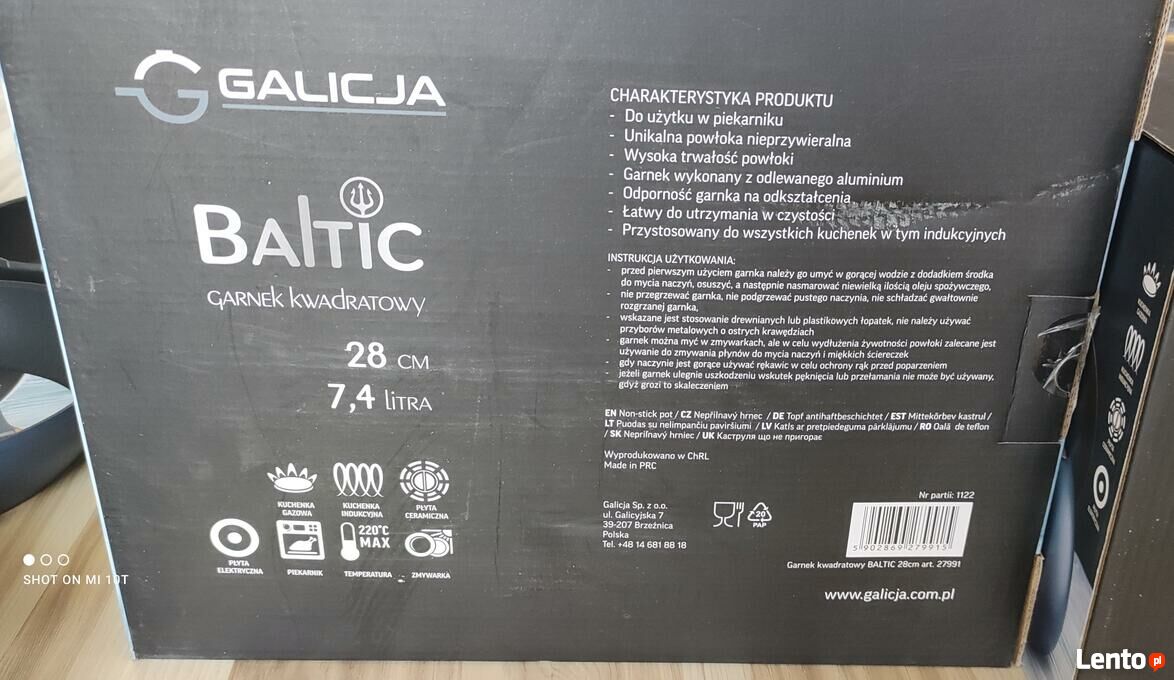 GALICJA
BALTIC
GARNEK KWADRATOWY
28 CM
7,4 LITRA
KUCHENKA
GAZOWA
KUCHENKA
INDUKCYJNA
PŁYTA
CERAMICZNA
220°C
MAX
PŁYTA
ELEKTRYCZNA
PIEKARNIK
TEMPERATURA
ZMYWARKA
CHARAKTERYSTYKA PRODUKTU
- Do użytku w piekarniku
- Unikalna powłoka nieprzywieralna
- Wysoka trwałość powłoki
- Garnek wykonany z odlewanego aluminium
- Odporność garnka na odkształcenia
- Łatwy do utrzymania w czystości
- Przystosowany do wszystkich kuchenek w tym indukcyjnych
INSTRUKCJA UŻYTKOWANIA:
- przed pierwszym użyciem garnka należy go umyć w gorącej wodzie z dodadkiem środka
do mycia naczyń, osuszyć, a następnie nasmarować niewielką ilością oleju spożywczego,
- nie przegrzewać garnka, nie podgrzewać pustego naczynia, nie schładzać gwałtownie
rozgrzanej garnka,
- wskazane jest stosowanie drewnianych lub plastikowych łopatek, nie należy używać
przyborów metalowych o ostrych krawędziach
- garnek można myć w zmywarkach, ale w celu wydłużenia żywotności powłoki zalecane jest
używanie do zmywania płynów do mycia naczyń i miękkich ściereczek
- gdy naczynie jest gorące używać rękawic w celu ochrony rąk przed poparzeniem
- jeżeli garnek ulegnie uszkodzeniu wskutek pęknięcia lub przełamania nie może być używany,
gdyż grozi to skaleczeniem
EN Non-stick pot / CZ Nepřilnavý hrnec / DE Topf antihaftbeschichtet / EST Mittekõrbev kastrul /
LT Puodas su nelimpančiu paviršiumi / LV Katls ar pretpiedeguma pārklājumu / RO Oală de teflon
/ SK Nepriľnavý hrniec / UK Каструля що не пригорає
Wyprodukowano w ChRL
Made in PRC
Galicja Sp. z o.o.
ul. Galicyjska 7
39-207 Brzeźnica
Polska
Tel. +48 14 681 88 18
20
PAP
Nr partii: 1122
5 902869 279915
Garnek kwadratowy BALTIC 28cm art. 27991
www.galicja.com.pl
SHOT ON MI 10T
Lento pl